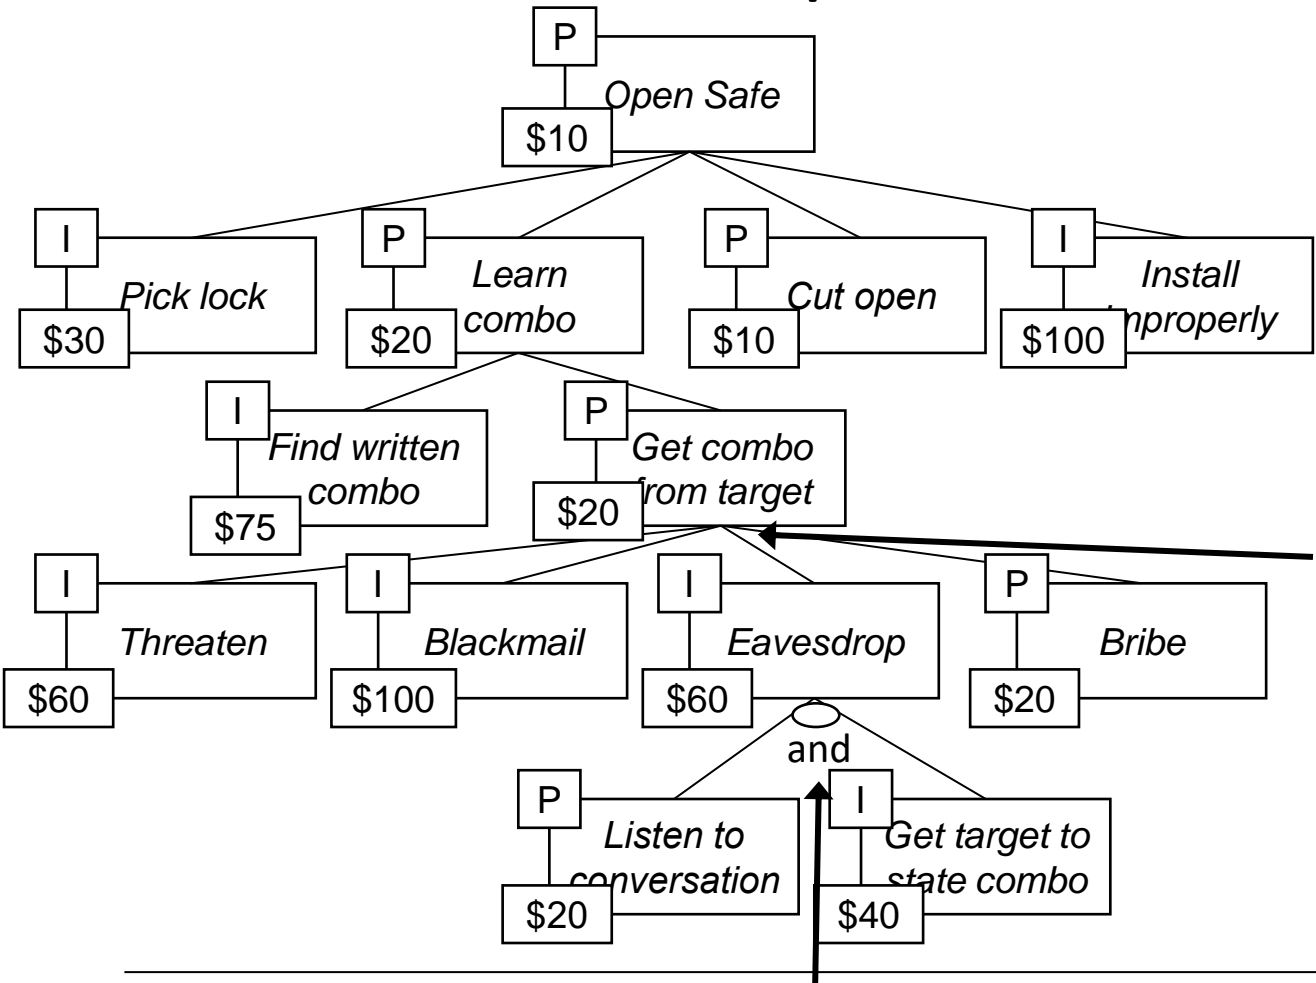 P
Open Safe
$10
I
P
P
I
Pick lock
Learn
combo
Cut open
Install
mproperly
$30
$20
$10
$100
I
P
Find written
combo
Get combo
from target
$75
$20
I
I
I
P
Threaten
Blackmail
Eavesdrop
Bribe
$60
$100
$60
$20
and
P
I
Listen to
conversation
Get target to
state combo
$20
$40